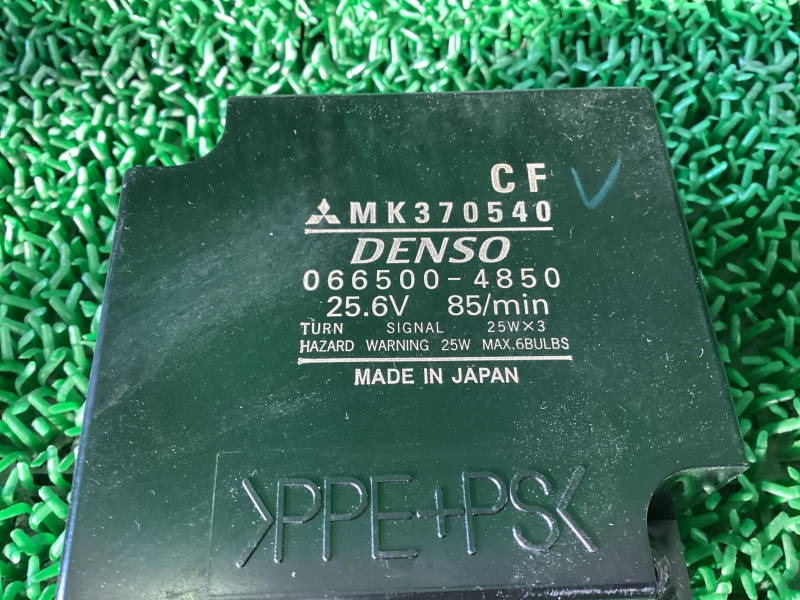 CF
MK370540
DENSO
066500-4850
25.6V 85/min
TURN SIGNAL 25W×3
HAZARD WARNING 25W MAX.6BULBS
MADE IN JAPAN
>PPE+PS<